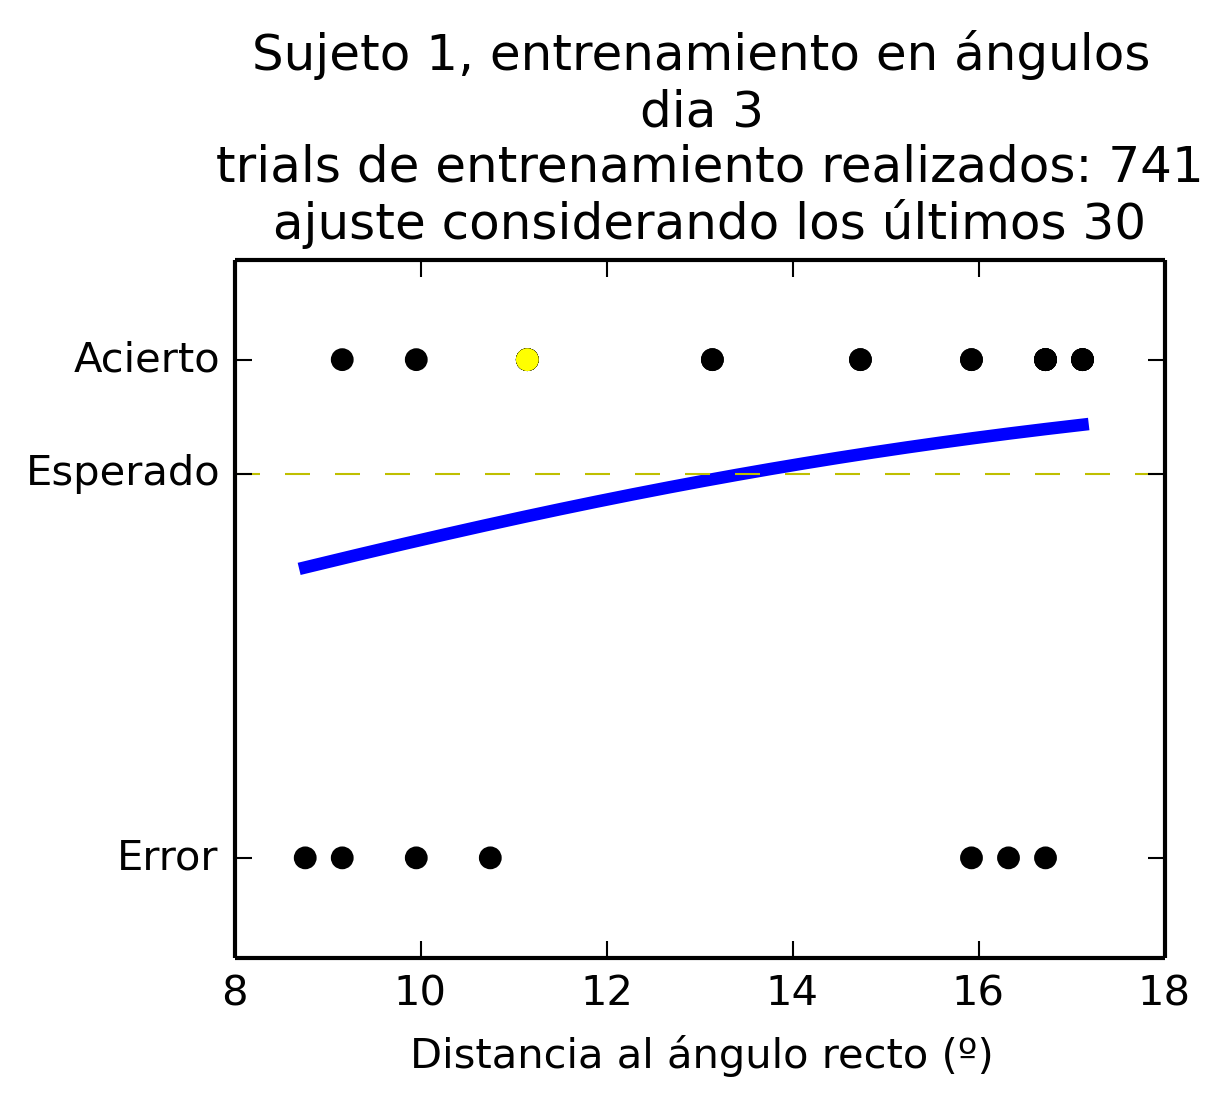 Sujeto 1, entrenamiento en ángulos
dia 3
trials de entrenamiento realizados: 741
ajuste considerando los últimos 30
Acierto
Esperado
Error
8 10 12 14 16 18
Distancia al ángulo recto (º)